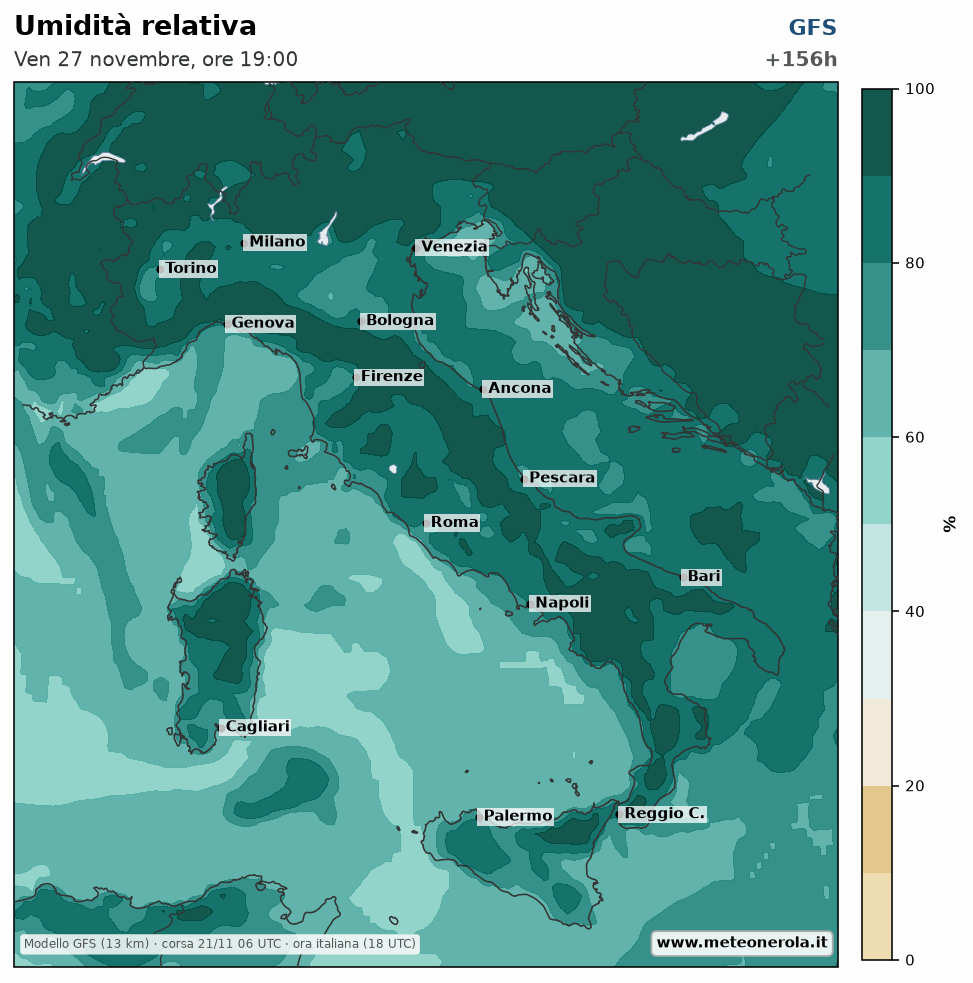 Umidità relativa
GFS
Ven 27 novembre, ore 19:00
+156h
100
80
60
40
20
0
%
Milano
Venezia
Torino
Genova
Bologna
Firenze
Ancona
Pescara
Roma
Bari
Napoli
Cagliari
Palermo
Reggio C.
Modello GFS (13 km) · corsa 21/11 06 UTC · ora italiana (18 UTC)
www.meteonerola.it